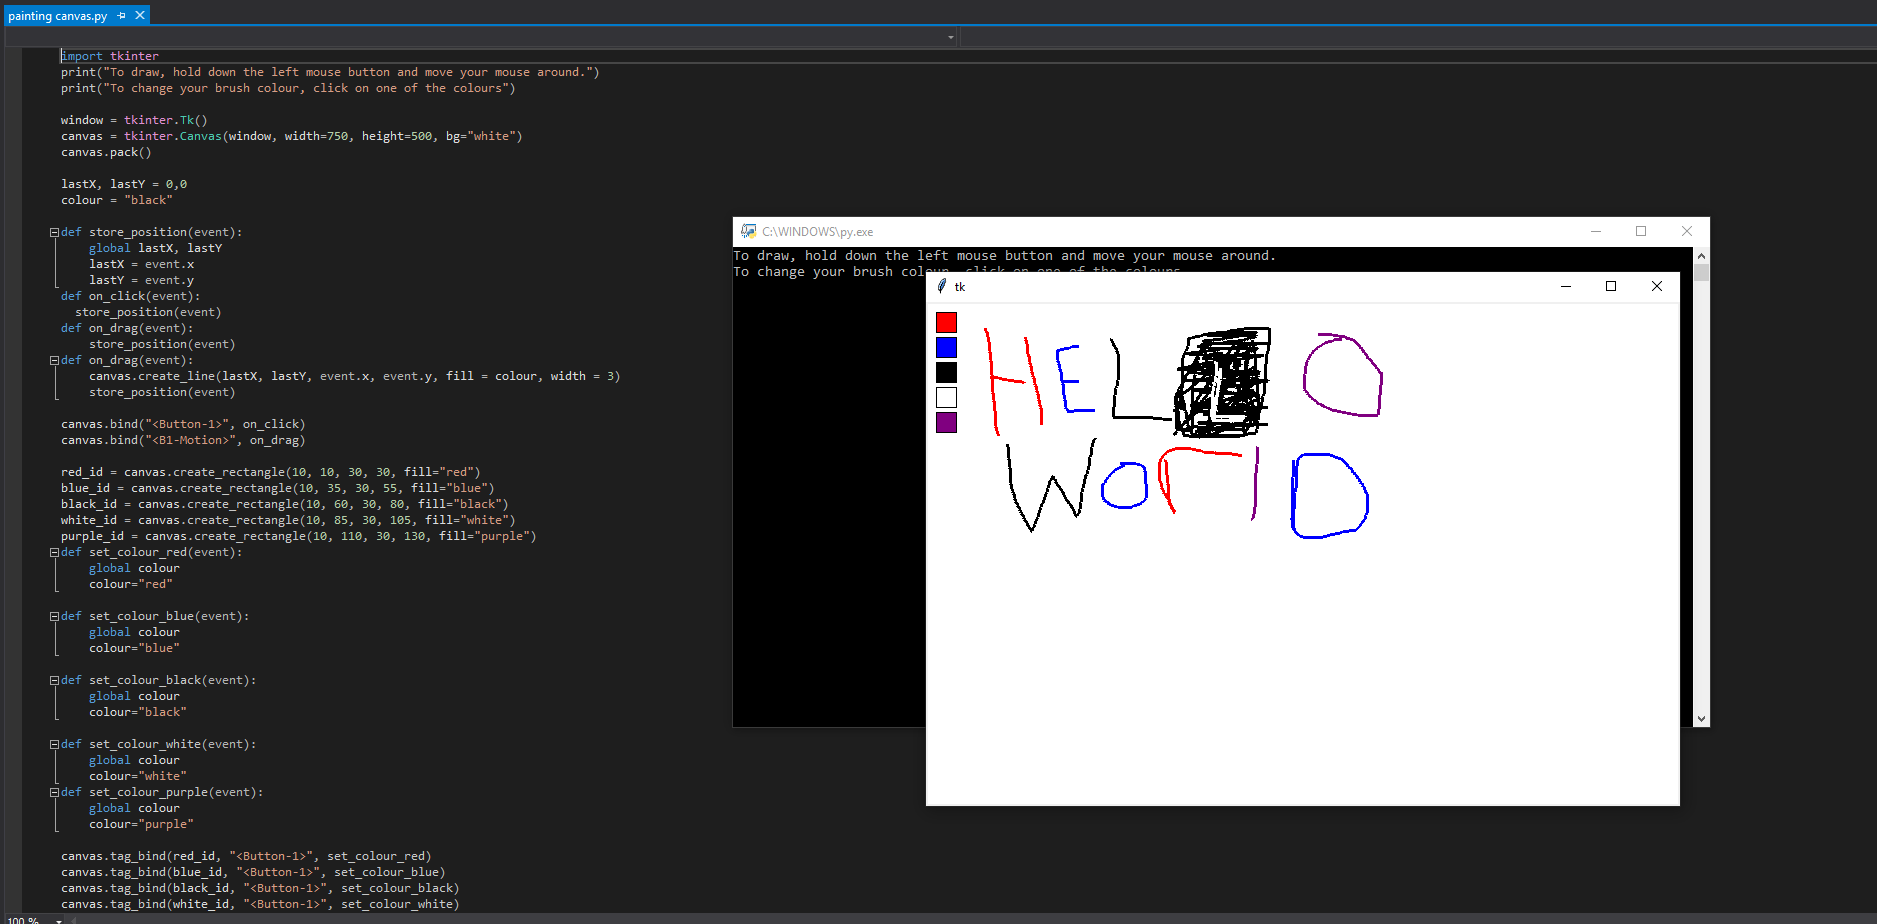 painting canvas.py
import tkinter
print("To draw, hold down the left mouse button and move your mouse around.")
print("To change your brush colour, click on one of the colours")
window = tkinter.Tk()
canvas = tkinter.Canvas(window, width=750, height=500, bg="white")
canvas.pack()
lastX, lastY = 0,0
colour = "black"
def store_position(event):
global lastX, lastY
lastX = event.x
lastY = event.y
def on_click(event):
store_position(event)
def on_drag(event):
store_position(event)
def on_drag(event):
canvas.create_line(lastX, lastY, event.x, event.y, fill = colour, width = 3)
store_position(event)
canvas.bind("<Button-1>", on_click)
canvas.bind("<B1-Motion>", on_drag)
red_id = canvas.create_rectangle(10, 10, 30, 30, fill="red")
blue_id = canvas.create_rectangle(10, 35, 30, 55, fill="blue")
black_id = canvas.create_rectangle(10, 60, 30, 80, fill="black")
white_id = canvas.create_rectangle(10, 85, 30, 105, fill="white")
purple_id = canvas.create_rectangle(10, 110, 30, 130, fill="purple")
def set_colour_red(event):
global colour
colour="red"
def set_colour_blue(event):
global colour
colour="blue"
def set_colour_black(event):
global colour
colour="black"
def set_colour_white(event):
global colour
colour="white"
def set_colour_purple(event):
global colour
colour="purple"
canvas.tag_bind(red_id, "<Button-1>", set_colour_red)
canvas.tag_bind(blue_id, "<Button-1>", set_colour_blue)
canvas.tag_bind(black_id, "<Button-1>", set_colour_black)
canvas.tag_bind(white_id, "<Button-1>", set_colour_white)
100 %
C:\WINDOWS\py.exe
To draw, hold down the left mouse button and move your mouse around.
To change your brush colour, click on one of the colours
tk
HEL O
WorlD